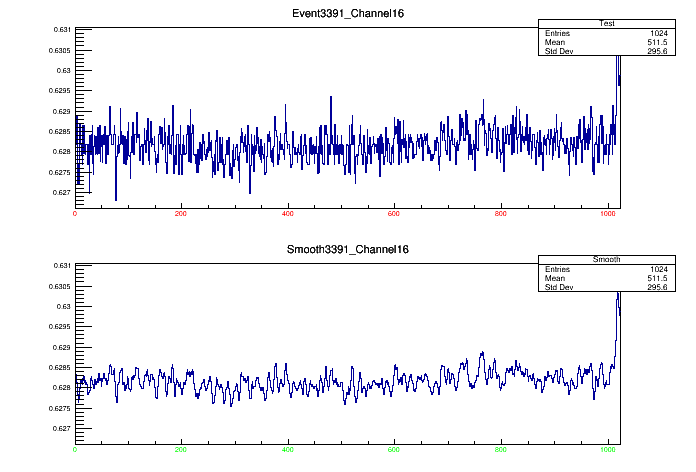 Event3391_Channel16
Test
Entries 1024
Mean 511.5
Std Dev 295.6
0.631
0.6305
0.63
0.6295
0.629
0.6285
0.628
0.6275
0.627
0 200 400 600 800 1000
Smooth3391_Channel16
Smooth
Entries 1024
Mean 511.5
Std Dev 295.6
0.631
0.6305
0.63
0.6295
0.629
0.6285
0.628
0.6275
0.627
0 200 400 600 800 1000